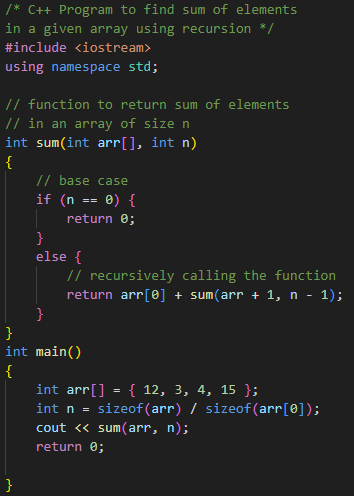 /* C++ Program to find sum of elements
in a given array using recursion */
#include <iostream>
using namespace std;

// function to return sum of elements
// in an array of size n
int sum(int arr[], int n)
{
    // base case
    if (n == 0) {
        return 0;
    }
    else {
        // recursively calling the function
        return arr[0] + sum(arr + 1, n - 1);
    }
}
int main()
{
    int arr[] = { 12, 3, 4, 15 };
    int n = sizeof(arr) / sizeof(arr[0]);
    cout << sum(arr, n);
    return 0;

}